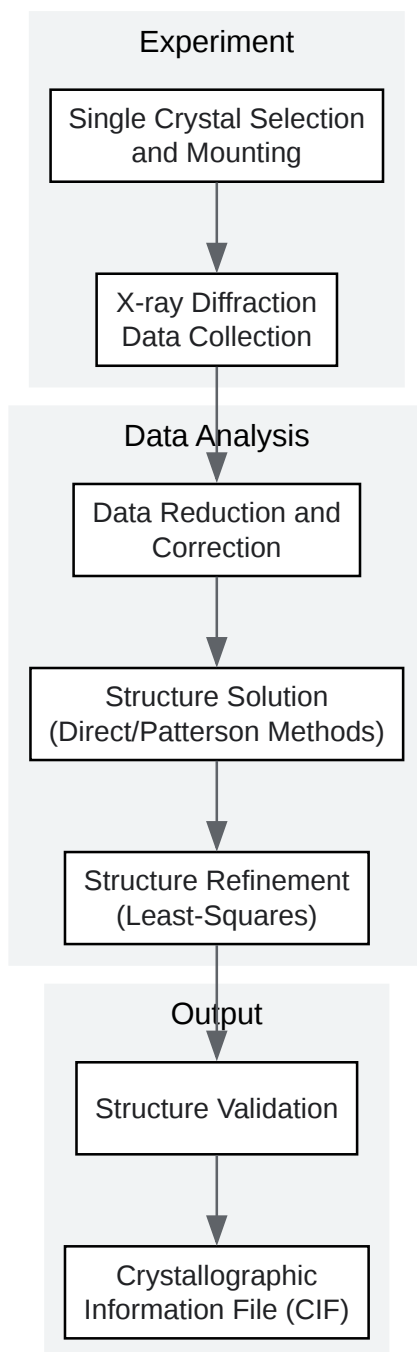 Experiment
Single Crystal Selection
and Mounting
X-ray Diffraction
Data Collection
Data Analysis
Data Reduction and
Correction
Structure Solution
(Direct/Patterson Methods)
Structure Refinement
(Least-Squares)
Output
Structure Validation
Crystallographic
Information File (CIF)